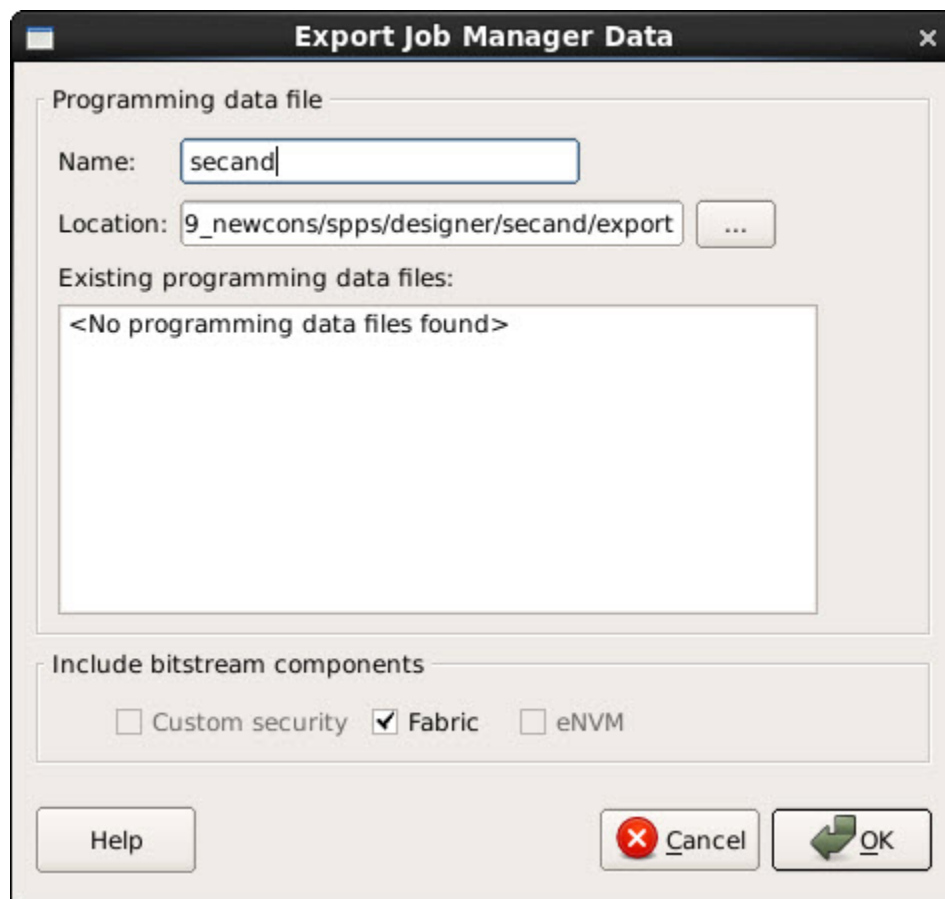 Export Job Manager Data
Programming data file
Name: secand
Location: 9_newcons/spps/designer/secand/export ...
Existing programming data files:
<No programming data files found>
Include bitstream components
Custom security Fabric eNVM
Help Cancel OK